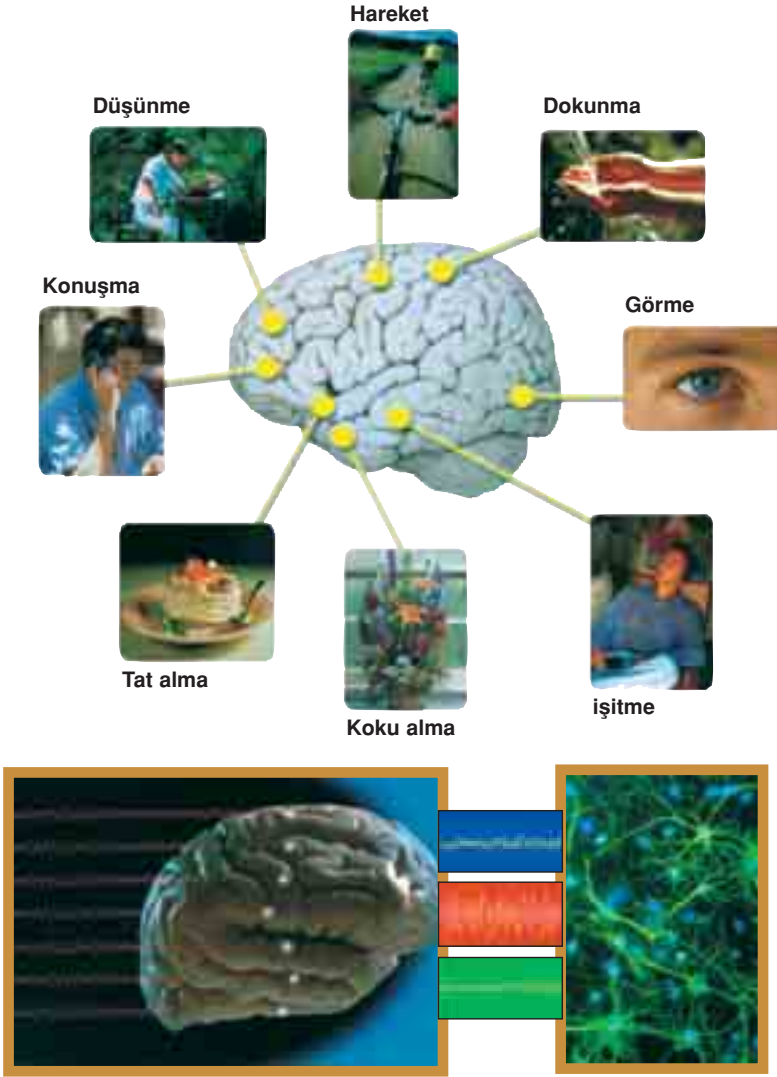 Hareket
Düşünme
Dokunma
Konuşma
Görme
Tat alma
Koku alma
işitme